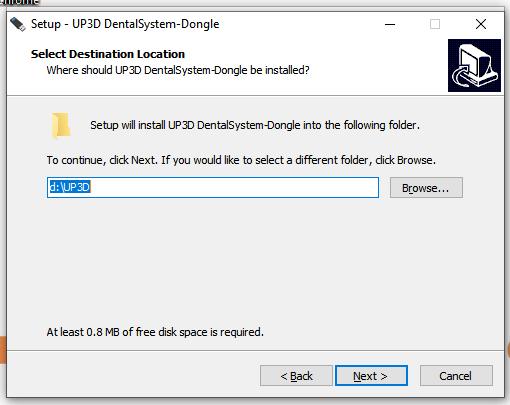 Setup - UP3D DentalSystem-Dongle
Select Destination Location
Where should UP3D DentalSystem-Dongle be installed?
Setup will install UP3D DentalSystem-Dongle into the following folder.
To continue, click Next. If you would like to select a different folder, click Browse.
d:\UP3D
Browse...
At least 0.8 MB of free disk space is required.
< Back
Next >
Cancel